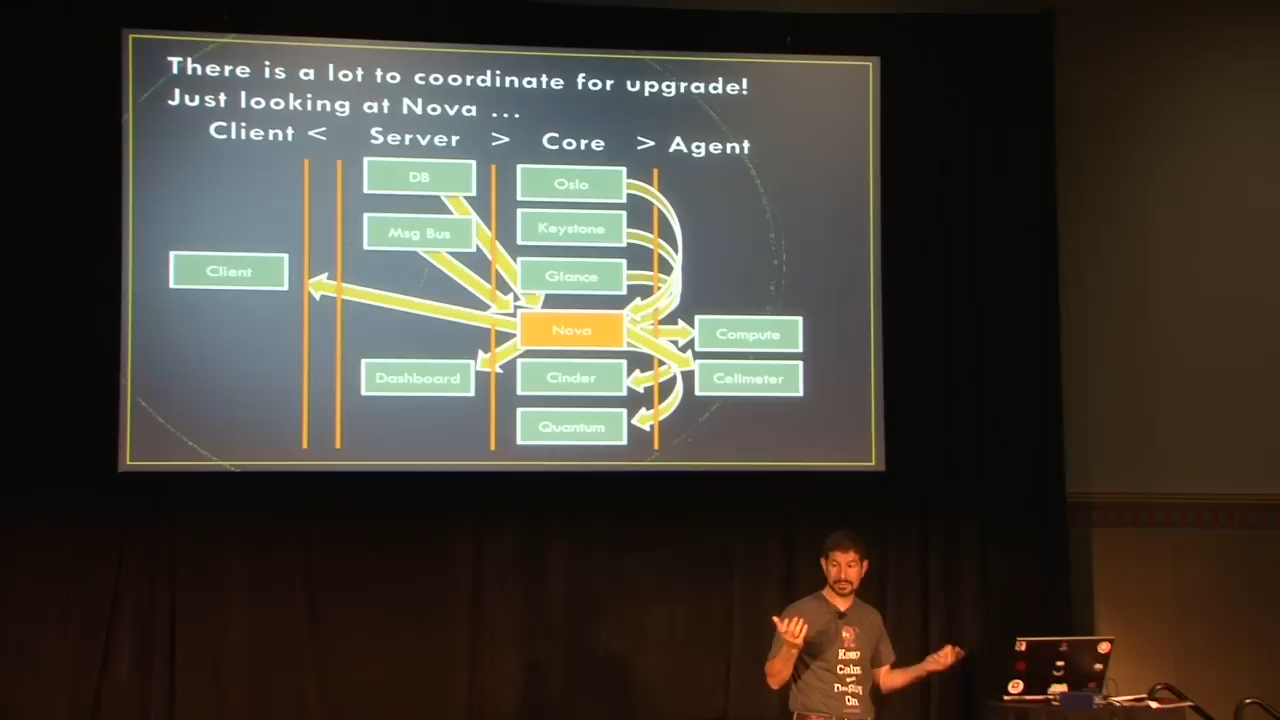 There is a lot to coordinate for upgrade!
Just looking at Nova ...
Client < Server > Core > Agent
DB
Oslo
Msg Bus
Keystone
Client
Glance
Nova
Compute
Dashboard
Cinder
Cellmeter
Quantum
Keep
Calm
On